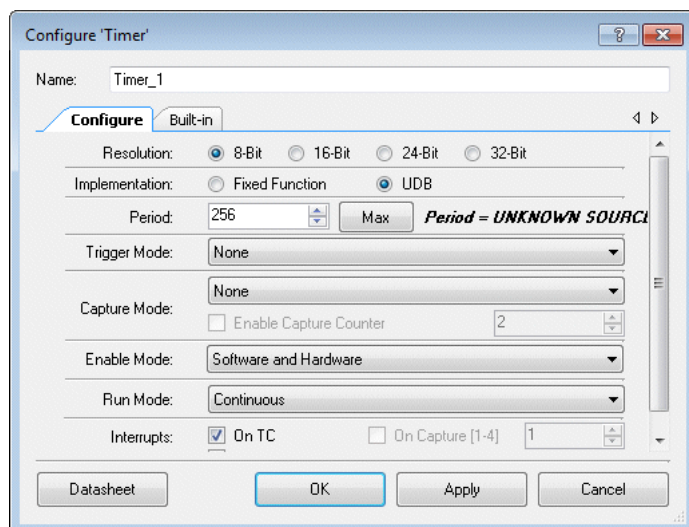 Configure 'Timer'
Name: Timer_1
Configure Built-in
Resolution: 8-Bit 16-Bit 24-Bit 32-Bit
Implementation: Fixed Function UDB
Period: 256 Max Period = UNKNOWN SOURCE
Trigger Mode: None
None
Capture Mode:
Enable Capture Counter 2
Enable Mode: Software and Hardware
Run Mode: Continuous
Interrupts: On TC On Capture [1-4] 1
Datasheet OK Apply Cancel